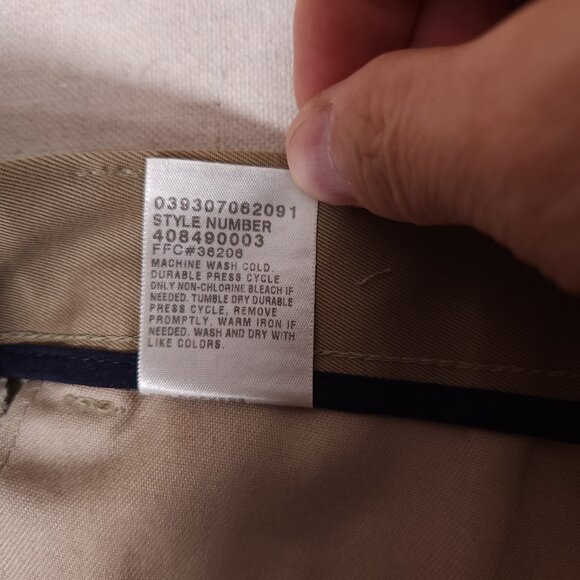 039307062091
STYLE NUMBER
408490003
FFC#36206
MACHINE WASH COLD.
DURABLE PRESS CYCLE
ONLY NON-CHLORINE BLEACH IF
NEEDED. TUMBLE DRY DURABLE
PRESS CYCLE, REMOVE
PROMPTLY. WARM IRON IF
NEEDED. WASH AND DRY WITH
LIKE COLORS.